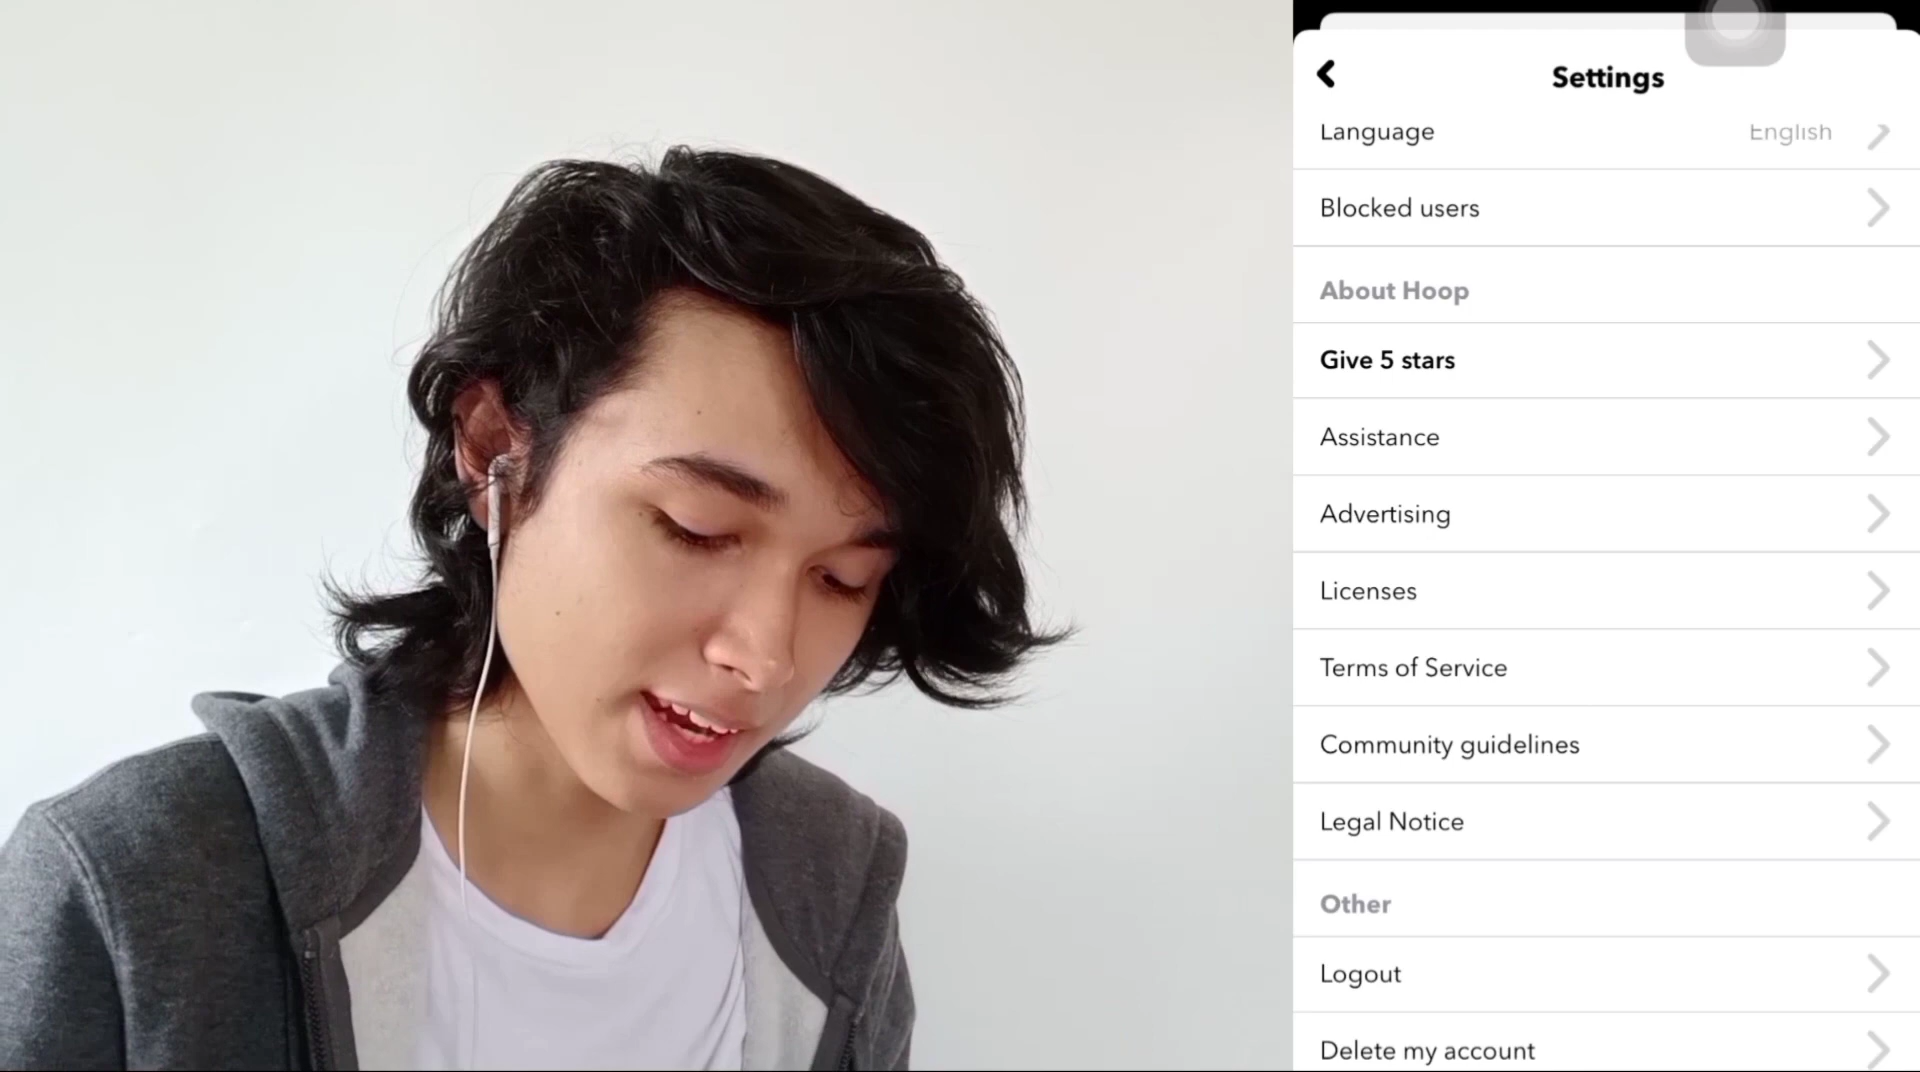 Settings
Language English
Blocked users
About Hoop
Give 5 stars
Assistance
Advertising
Licenses
Terms of Service
Community guidelines
Legal Notice
Other
Logout
Delete my account